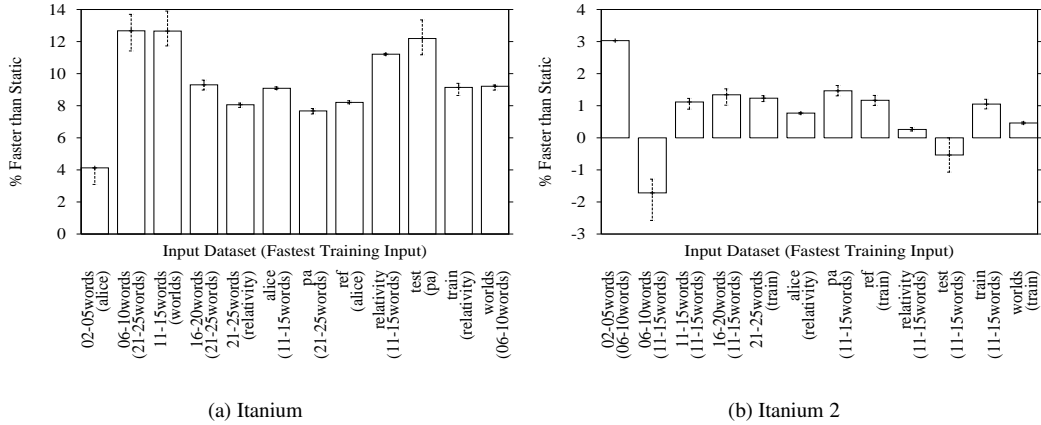 14
12
10
8
6
4
2
0
% Faster than Static
Input Dataset (Fastest Training Input)
02-05words
(alice)
06-10words
(21-25words)
11-15words
(worlds)
16-20words
(21-25words)
21-25words
(relativity)
alice
(11-15words)
pa
(21-25words)
ref
(alice)
relativity
(11-15words)
test
(pa)
train
(relativity)
worlds
(06-10words)
(a) Itanium
4
3
2
1
0
-1
-2
-3
% Faster than Static
Input Dataset (Fastest Training Input)
02-05words
(06-10words)
06-10words
(11-15words)
11-15words
(11-15words)
16-20words
(11-15words)
21-25words
(train)
alice
(relativity)
pa
(11-15words)
ref
(train)
relativity
(11-15words)
test
(11-15words)
train
(11-15words)
worlds
(train)
(b) Itanium 2